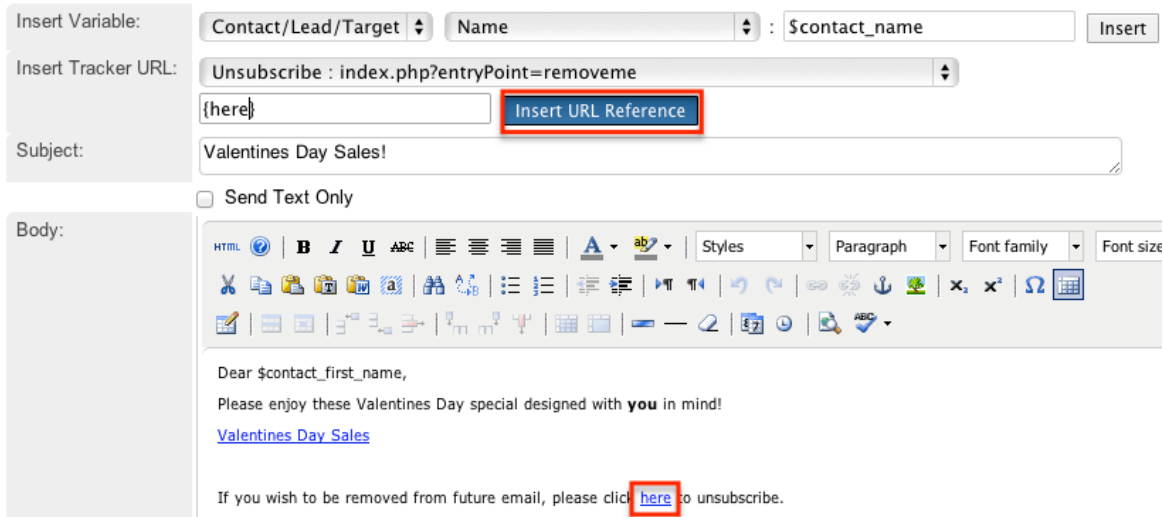 Insert Variable: Contact/Lead/Target Name : $contact_name Insert
Insert Tracker URL: Unsubscribe : index.php?entryPoint=removeme
{here} Insert URL Reference
Subject: Valentines Day Sales!
Send Text Only
Body:
HTML B I U ABC A ab Styles Paragraph Font family Font size
Dear $contact_first_name,
Please enjoy these Valentines Day special designed with you in mind!
Valentines Day Sales
If you wish to be removed from future email, please click here to unsubscribe.